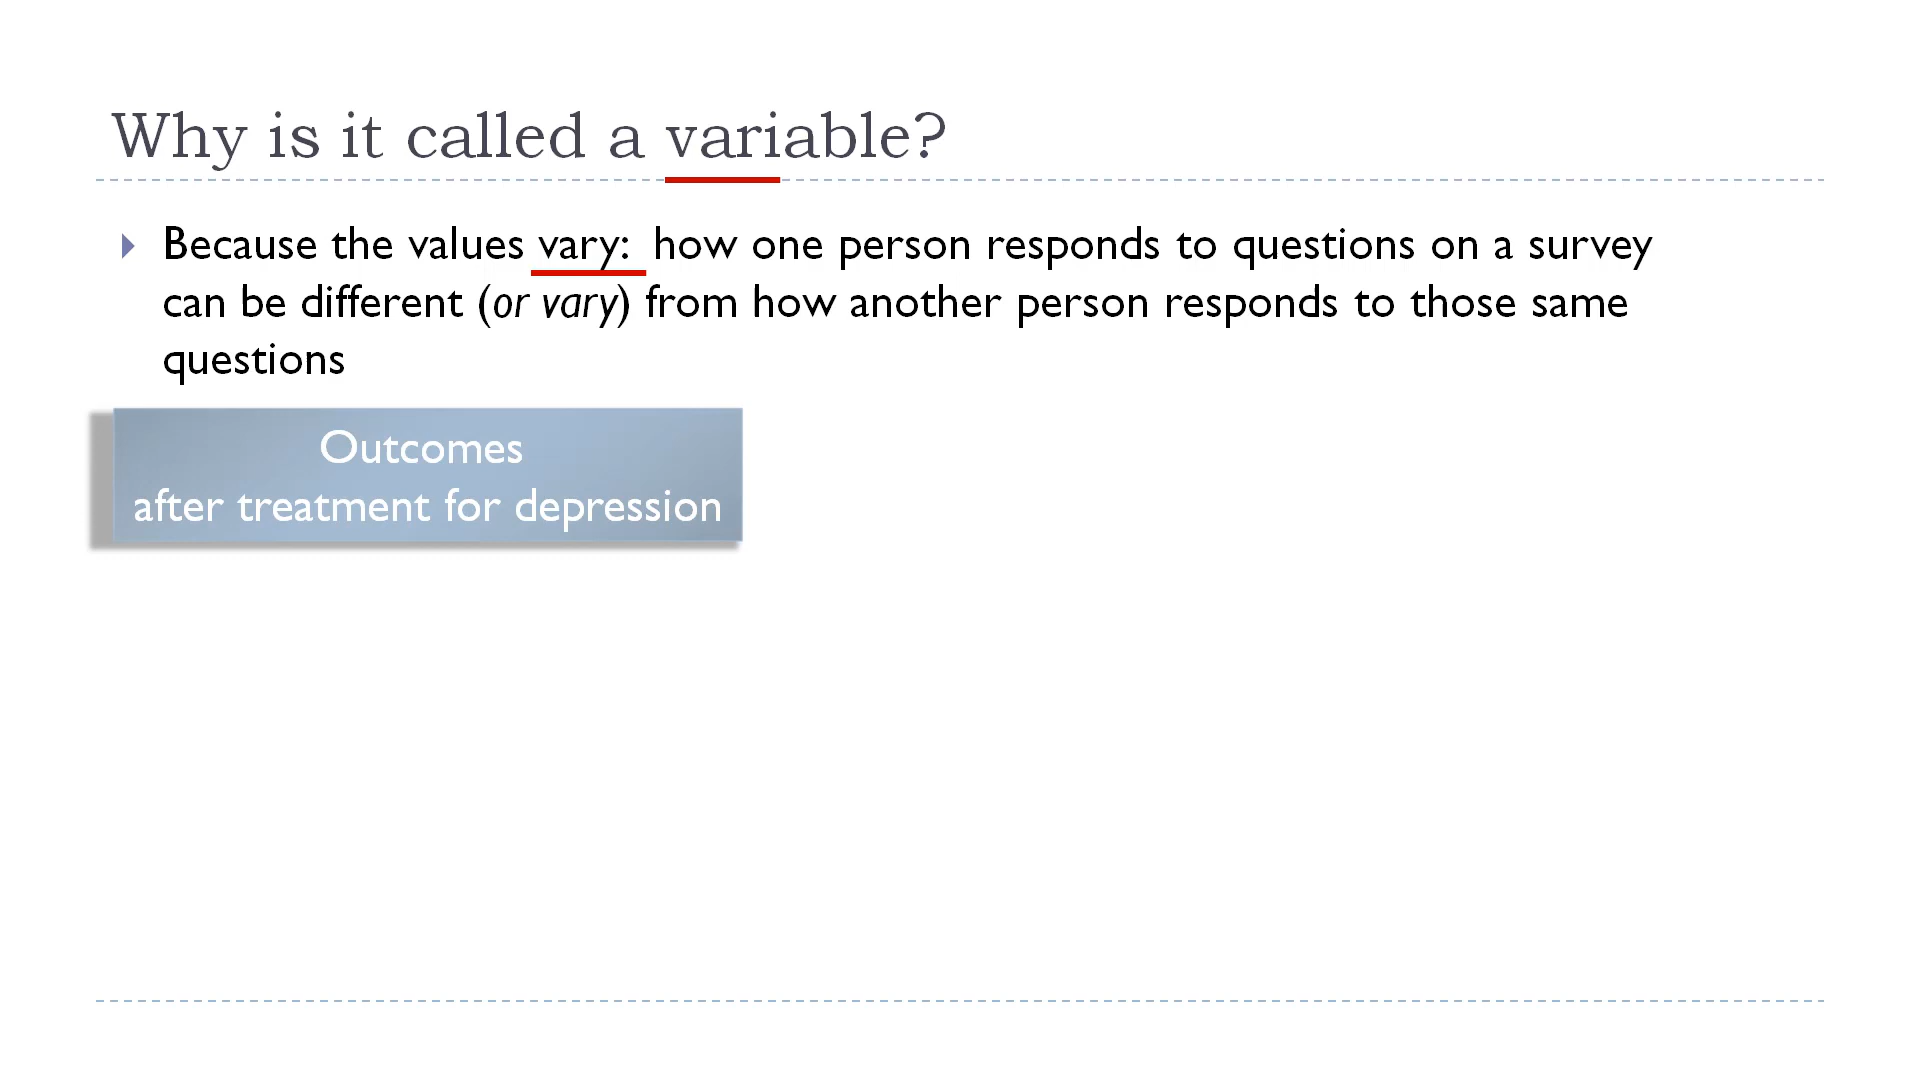 Why is it called a variable?
Because the values vary: how one person responds to questions on a survey
can be different (or vary) from how another person responds to those same
questions
Outcomes
after treatment for depression